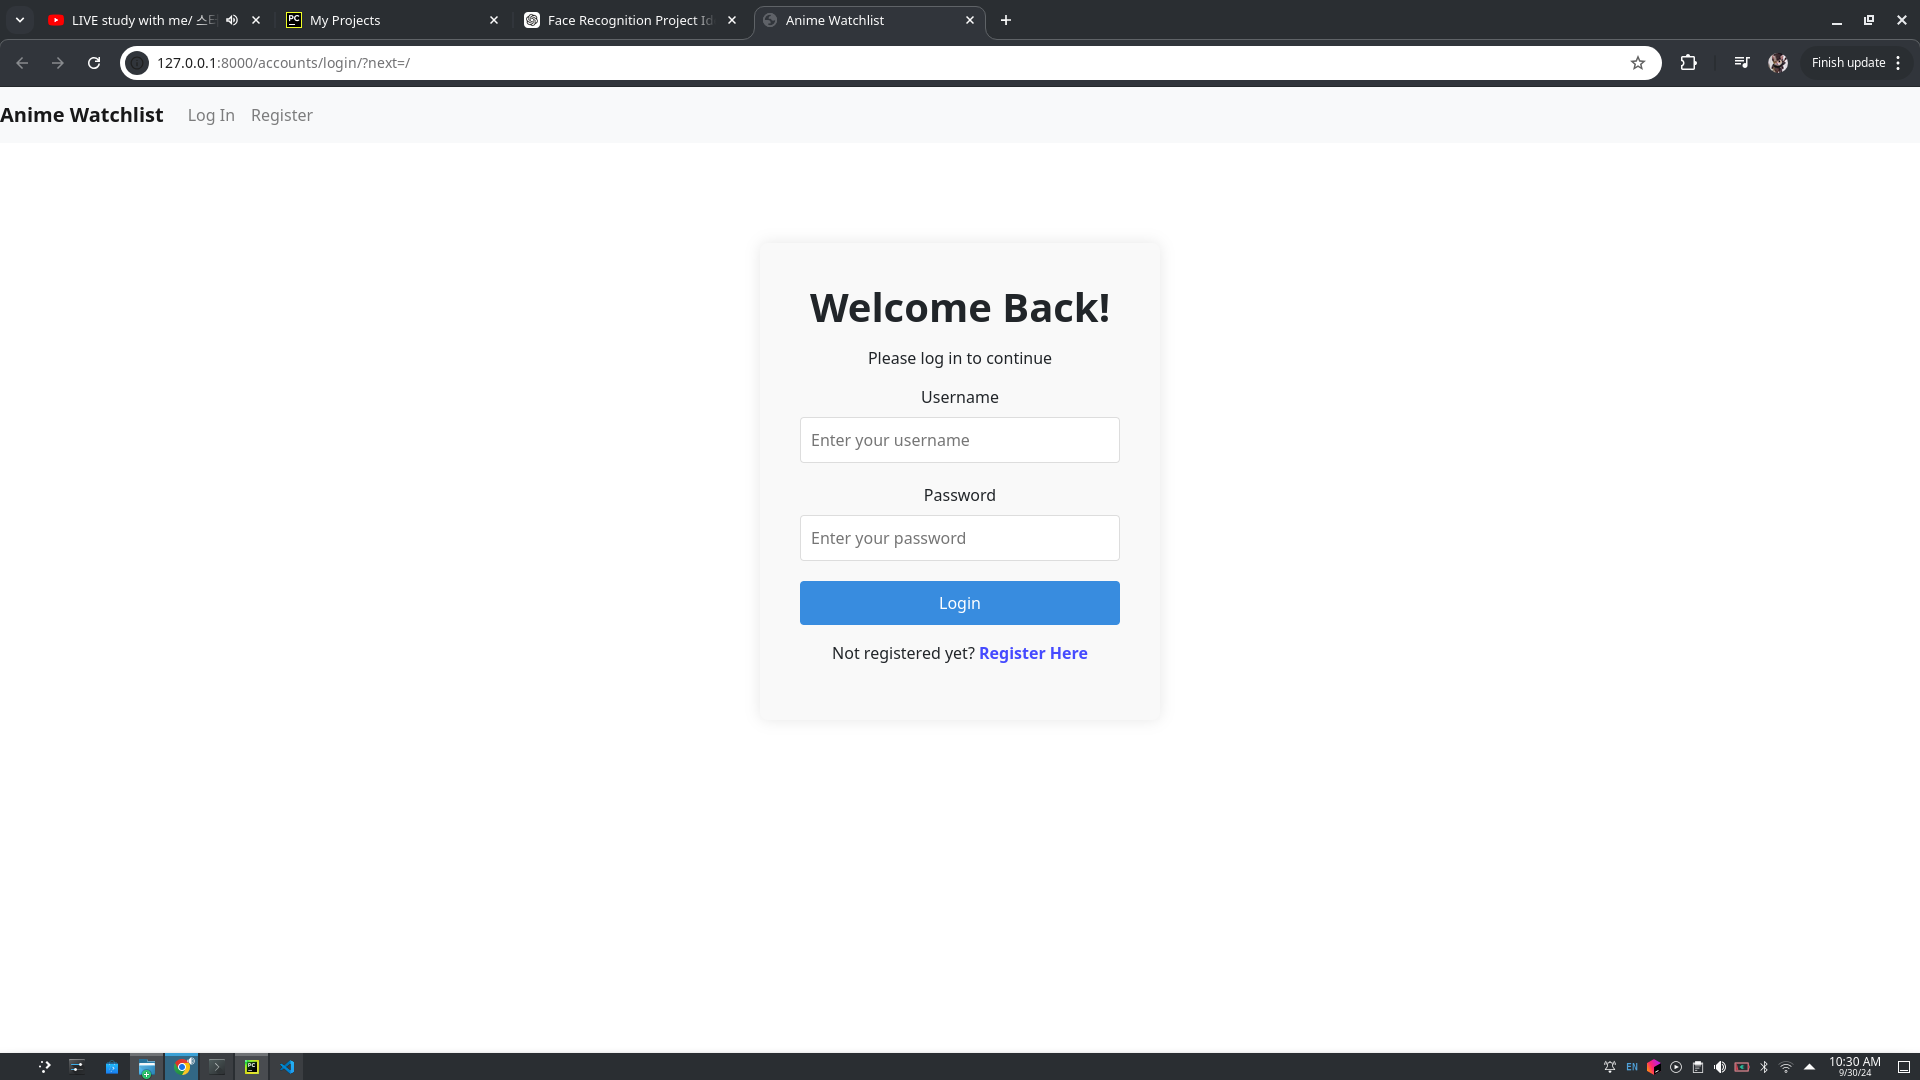 LIVE study with me/ 스터
My Projects
Face Recognition Project Id
Anime Watchlist
127.0.0.1:8000/accounts/login/?next=/
Finish update
Anime Watchlist Log In Register
Welcome Back!
Please log in to continue
Username
Enter your username
Password
Enter your password
Login
Not registered yet? Register Here
EN
10:30 AM
9/30/24